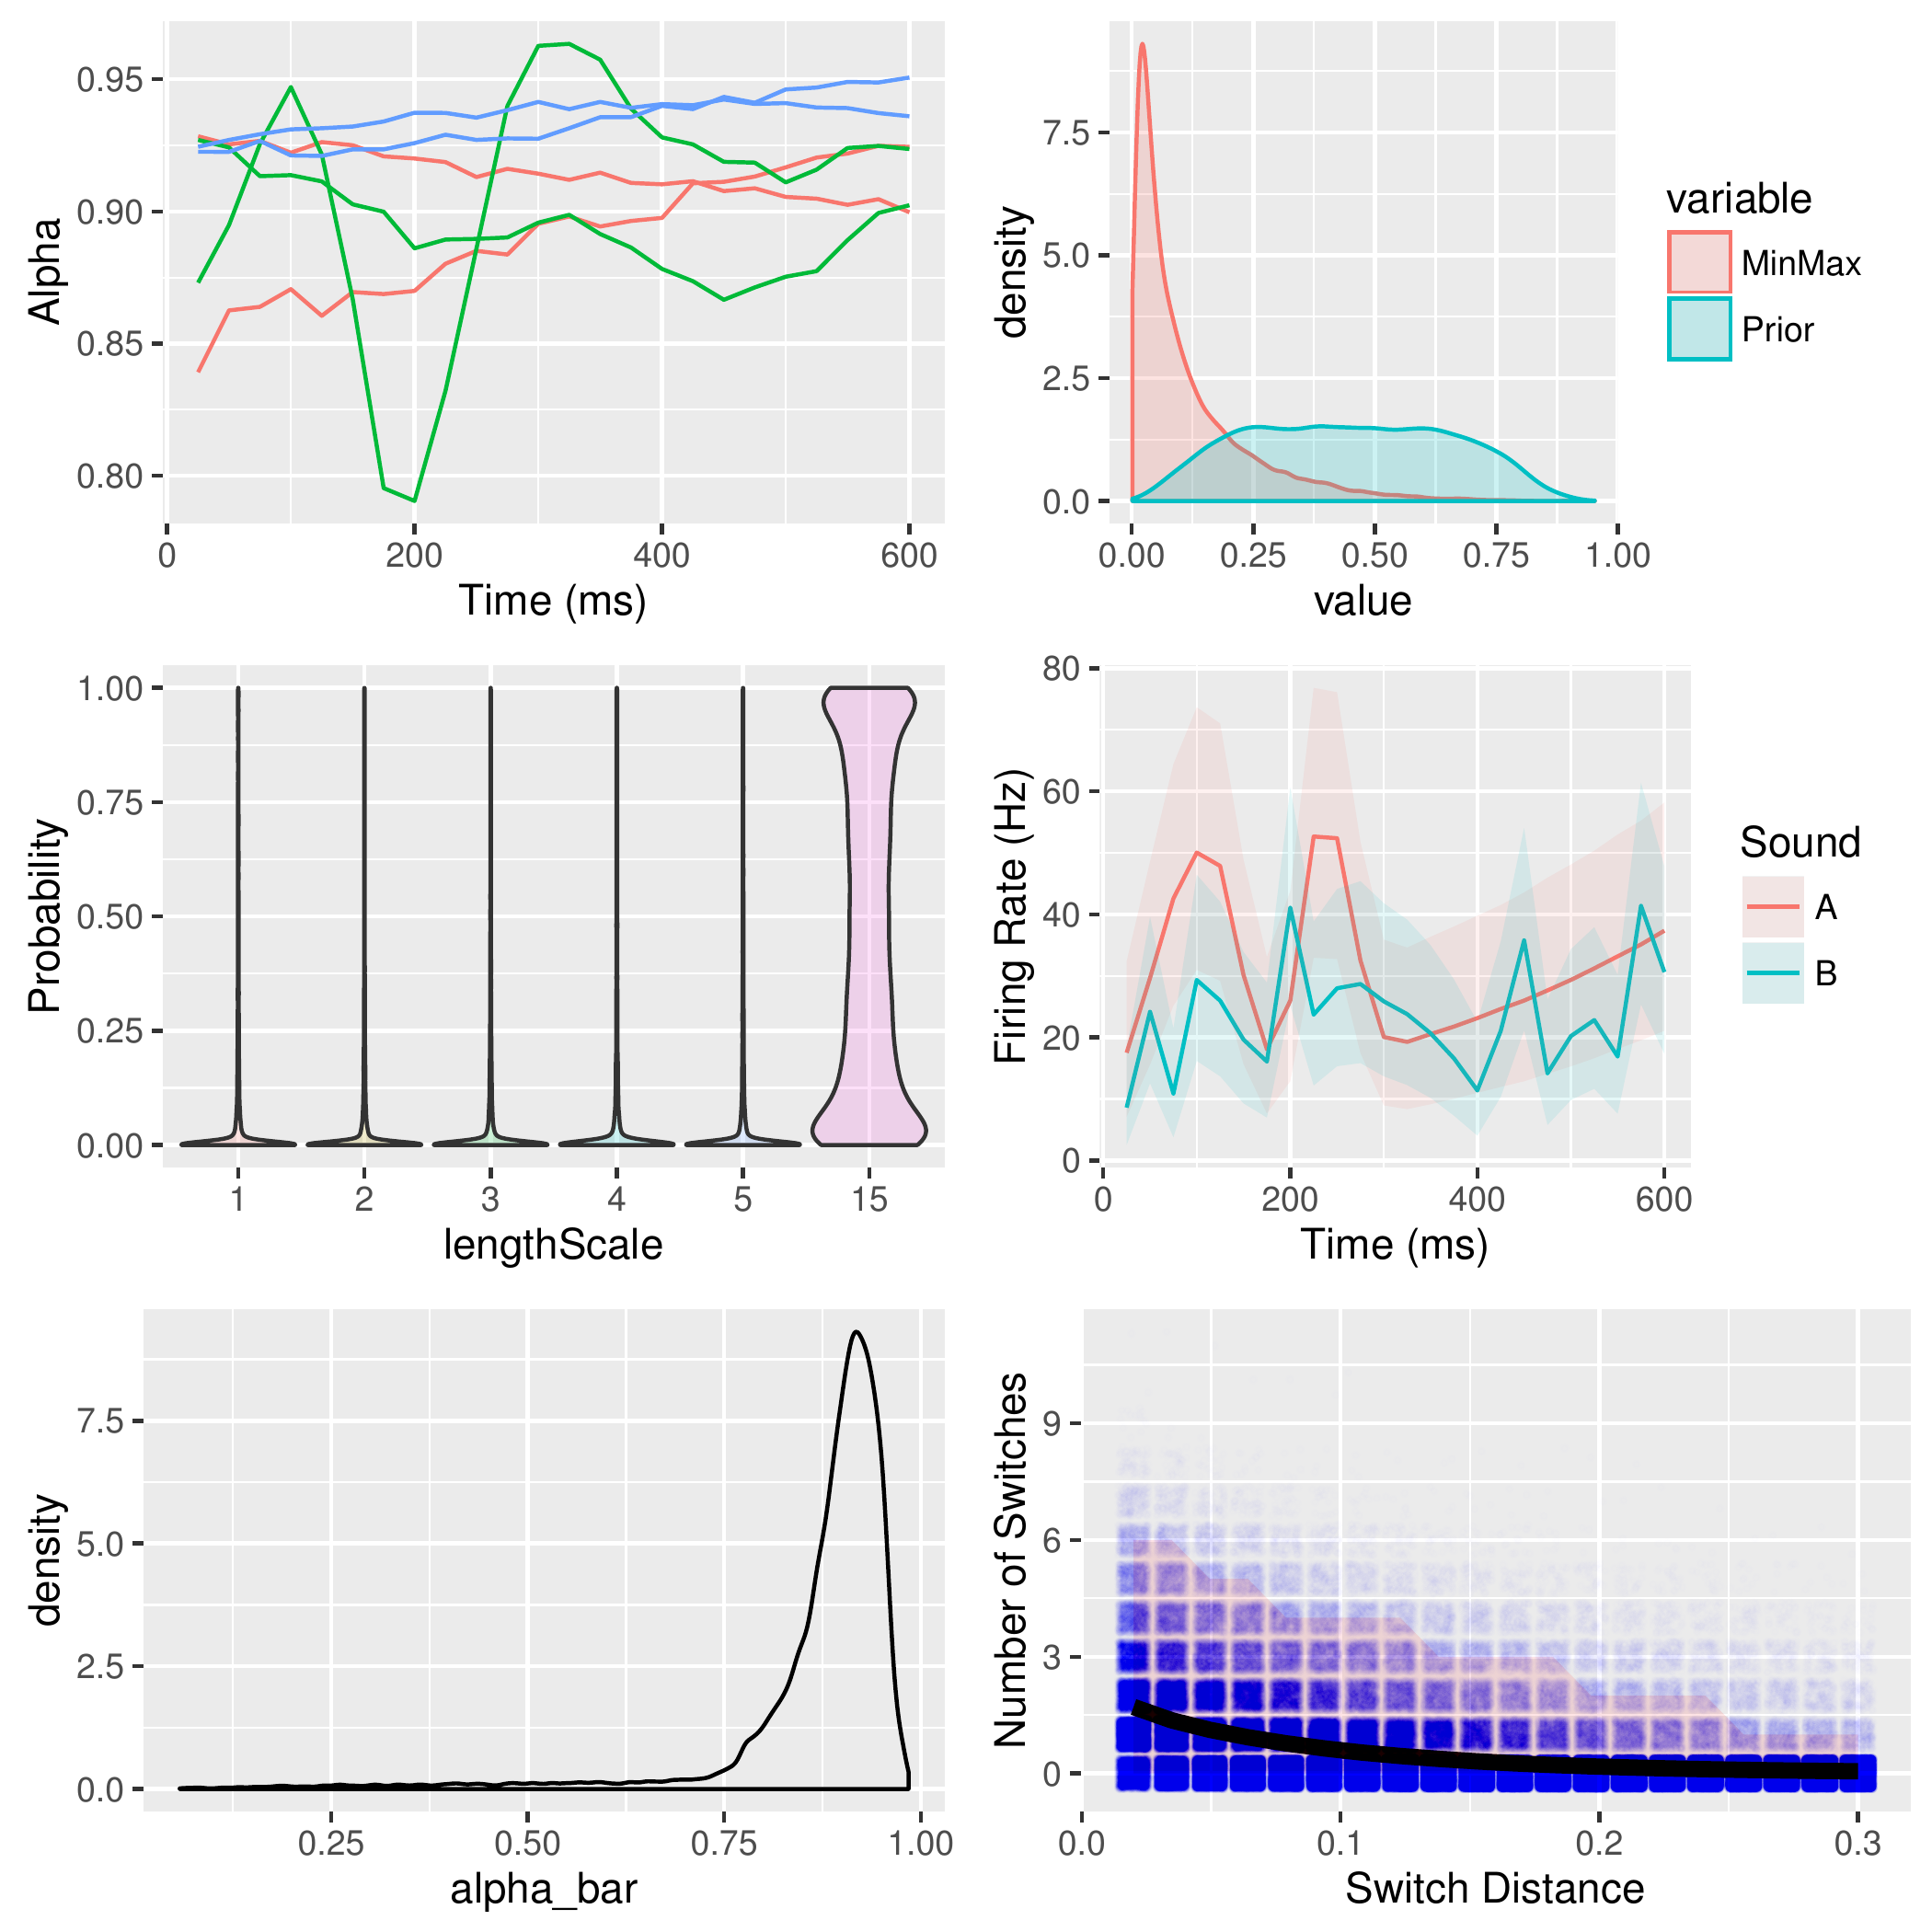 Alpha
0.95
0.90
0.85
0.80
0 200 400 600
Time (ms)
density
7.5
5.0
2.5
0.0
0.00 0.25 0.50 0.75 1.00
value
variable
MinMax
Prior
Probability
1.00
0.75
0.50
0.25
0.00
1 2 3 4 5 15
lengthScale
Firing Rate (Hz)
80
60
40
20
0
0 200 400 600
Time (ms)
Sound
A
B
density
7.5
5.0
2.5
0.0
0.25 0.50 0.75 1.00
alpha_bar
Number of Switches
9
6
3
0
0.0 0.1 0.2 0.3
Switch Distance